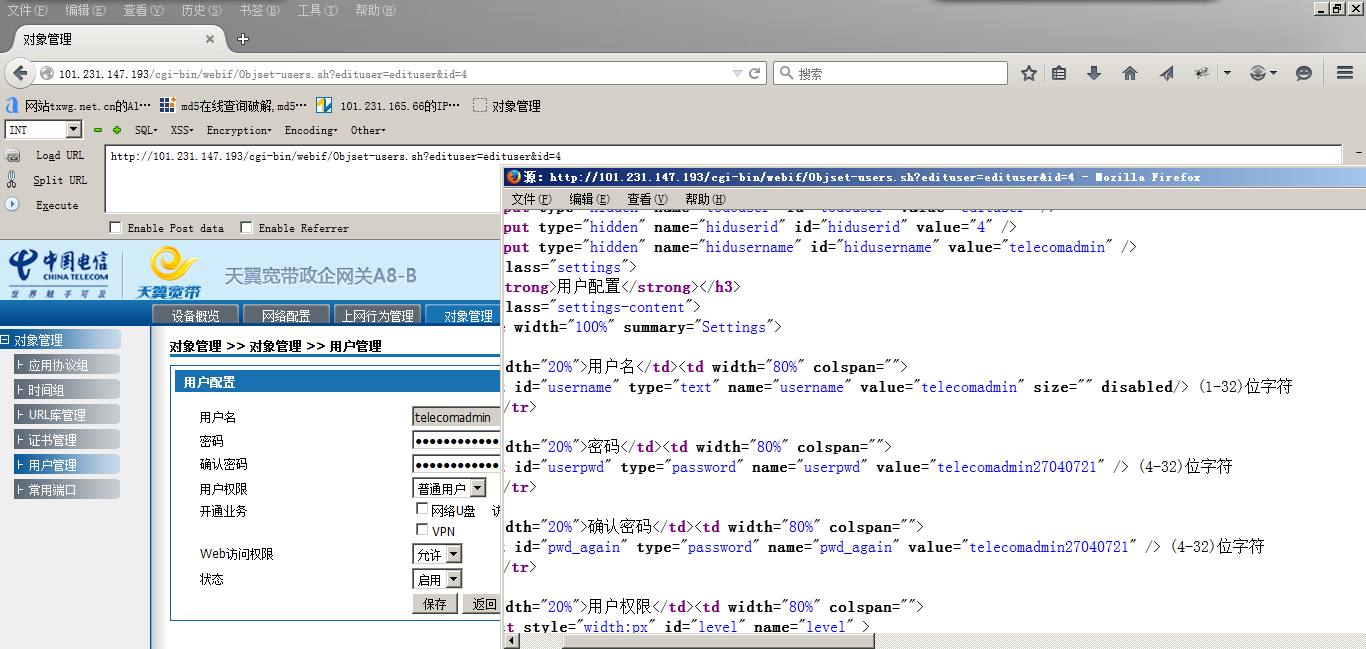 文件(F) 编辑(E) 查看(V) 历史(S) 书签(B) 工具(T) 帮助(H)
对象管理
101.231.147.193/cgi-bin/webif/Objset-users.sh?edituser=edituser&id=4
搜索
网站txwg.net.cn的Al… md5在线查询破解,md5… 101.231.165.66的IP… 对象管理
INT SQL XSS Encryption Encoding Other
Load URL
Split URL
Execute
http://101.231.147.193/cgi-bin/webif/Objset-users.sh?edituser=edituser&id=4
Enable Post data Enable Referrer
中国电信
CHINA TELECOM
世界触手可及
天翼宽带
天翼宽带政企网关A8-B
设备概览 网络配置 上网行为管理 对象管理
对象管理
应用协议组
时间组
URL库管理
证书管理
用户管理
常用端口
对象管理 >> 对象管理 >> 用户管理
用户配置
用户名 telecomadmin
密码 ●●●●●●●●●●●●
确认密码 ●●●●●●●●●●●●
用户权限 普通用户
开通业务 网络U盘
VPN
Web访问权限 允许
状态 启用
保存 返回
源: http://101.231.147.193/cgi-bin/webif/Objset-users.sh?edituser=edituser&id=4 - Mozilla Firefox
文件(F) 编辑(E) 查看(V) 帮助(H)
put type="hidden" name="hiduserid" id="hiduserid" value="4" />
put type="hidden" name="hidusername" id="hidusername" value="telecomadmin" />
lass="settings">
trong>用户配置</strong></h3>
lass="settings-content">
width="100%" summary="Settings">
dth="20%">用户名</td><td width="80%" colspan="">
id="username" type="text" name="username" value="telecomadmin" size="" disabled/> (1-32)位字符
/tr>
dth="20%">密码</td><td width="80%" colspan="">
id="userpwd" type="password" name="userpwd" value="telecomadmin27040721" /> (4-32)位字符
/tr>
dth="20%">确认密码</td><td width="80%" colspan="">
id="pwd_again" type="password" name="pwd_again" value="telecomadmin27040721" /> (4-32)位字符
/tr>
dth="20%">用户权限</td><td width="80%" colspan="">
t style="width:px" id="level" name="level" >